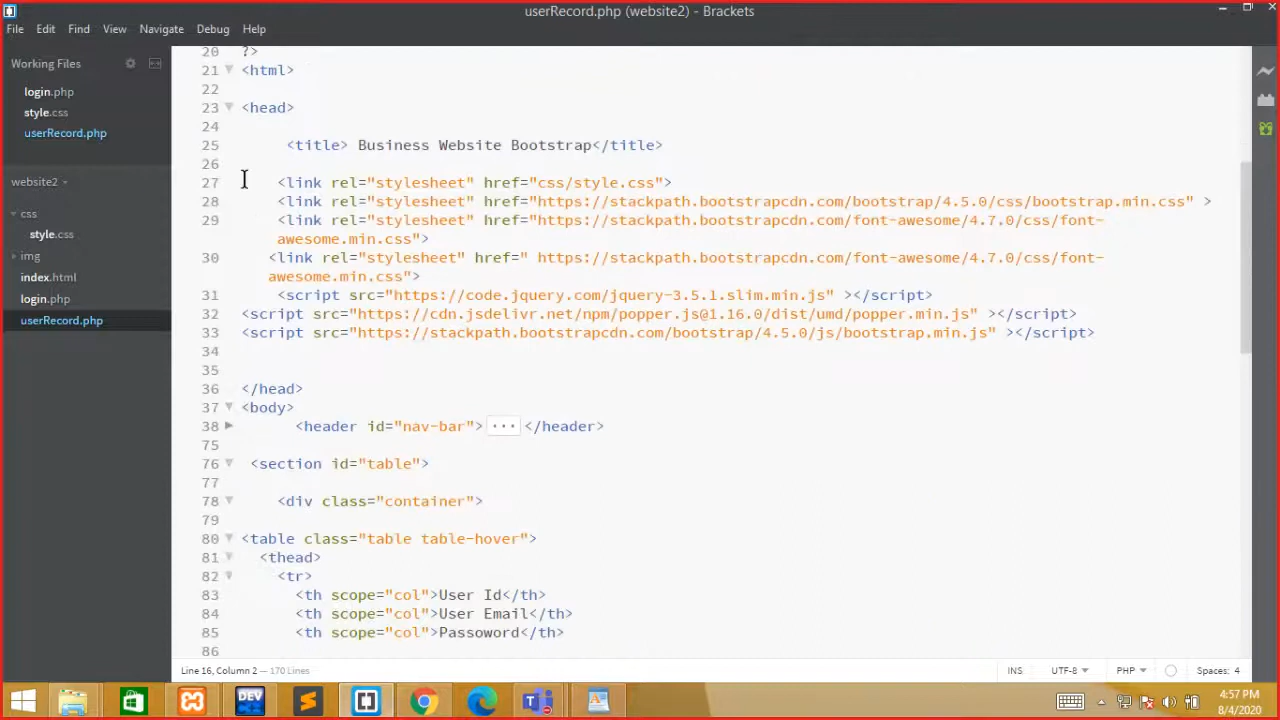 userRecord.php (website2) - Brackets
File Edit Find View Navigate Debug Help
Working Files
login.php
style.css
userRecord.php
website2
css
style.css
img
index.html
login.php
userRecord.php
20 ?>
21 <html>
22
23 <head>
24
25 <title> Business Website Bootstrap</title>
26
27 <link rel="stylesheet" href="css/style.css">
28 <link rel="stylesheet" href="https://stackpath.bootstrapcdn.com/bootstrap/4.5.0/css/bootstrap.min.css" >
29 <link rel="stylesheet" href="https://stackpath.bootstrapcdn.com/font-awesome/4.7.0/css/font-
awesome.min.css">
30 <link rel="stylesheet" href=" https://stackpath.bootstrapcdn.com/font-awesome/4.7.0/css/font-
awesome.min.css">
31 <script src="https://code.jquery.com/jquery-3.5.1.slim.min.js" ></script>
32 <script src="https://cdn.jsdelivr.net/npm/popper.js@1.16.0/dist/umd/popper.min.js" ></script>
33 <script src="https://stackpath.bootstrapcdn.com/bootstrap/4.5.0/js/bootstrap.min.js" ></script>
34
35
36 </head>
37 <body>
38 <header id="nav-bar"> ... </header>
75
76 <section id="table">
77
78 <div class="container">
79
80 <table class="table table-hover">
81 <thead>
82 <tr>
83 <th scope="col">User Id</th>
84 <th scope="col">User Email</th>
85 <th scope="col">Passoword</th>
86
Line 16, Column 2 — 170 Lines
INS UTF-8 PHP Spaces: 4
DEV
4:57 PM
8/4/2020